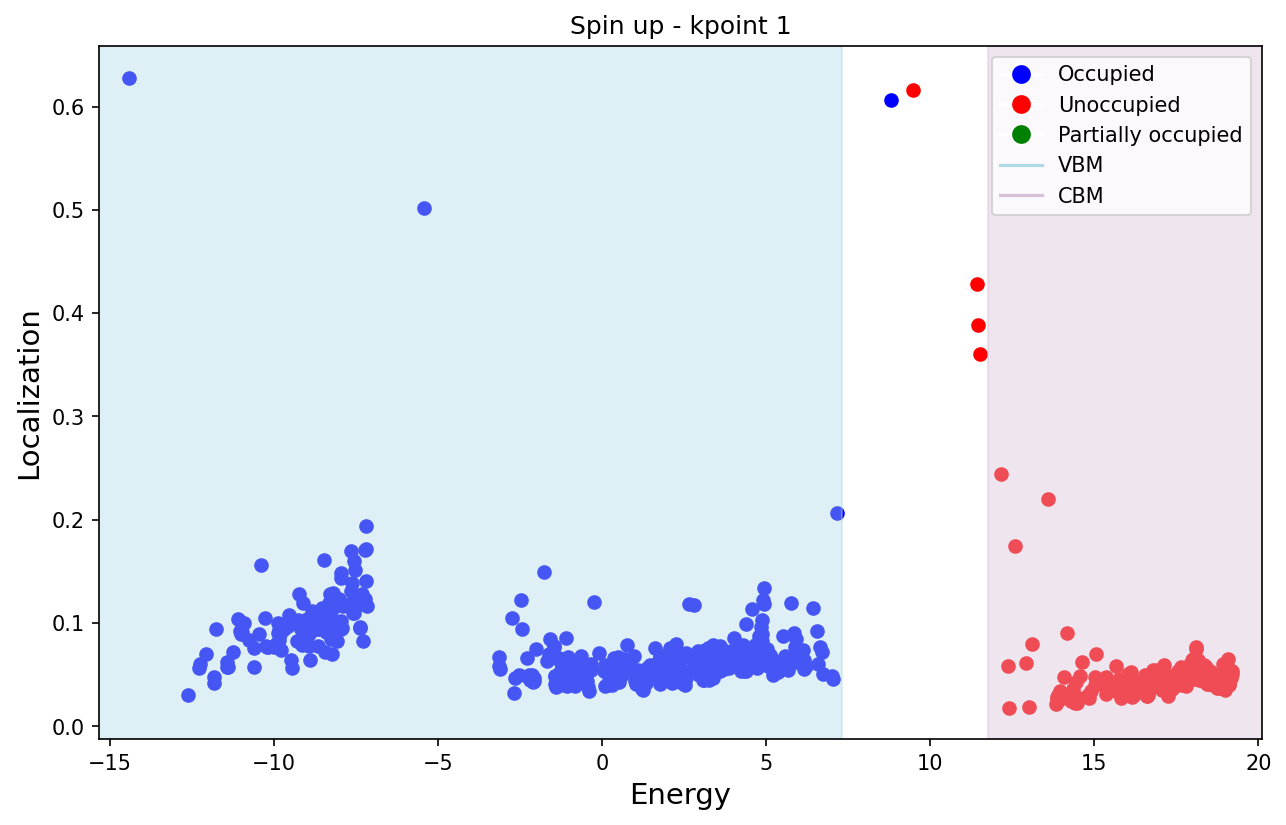 Spin up - kpoint 1
Localization
0.6
0.5
0.4
0.3
0.2
0.1
0.0
Occupied
Unoccupied
Partially occupied
VBM
CBM
−15 −10 −5 0 5 10 15 20
Energy